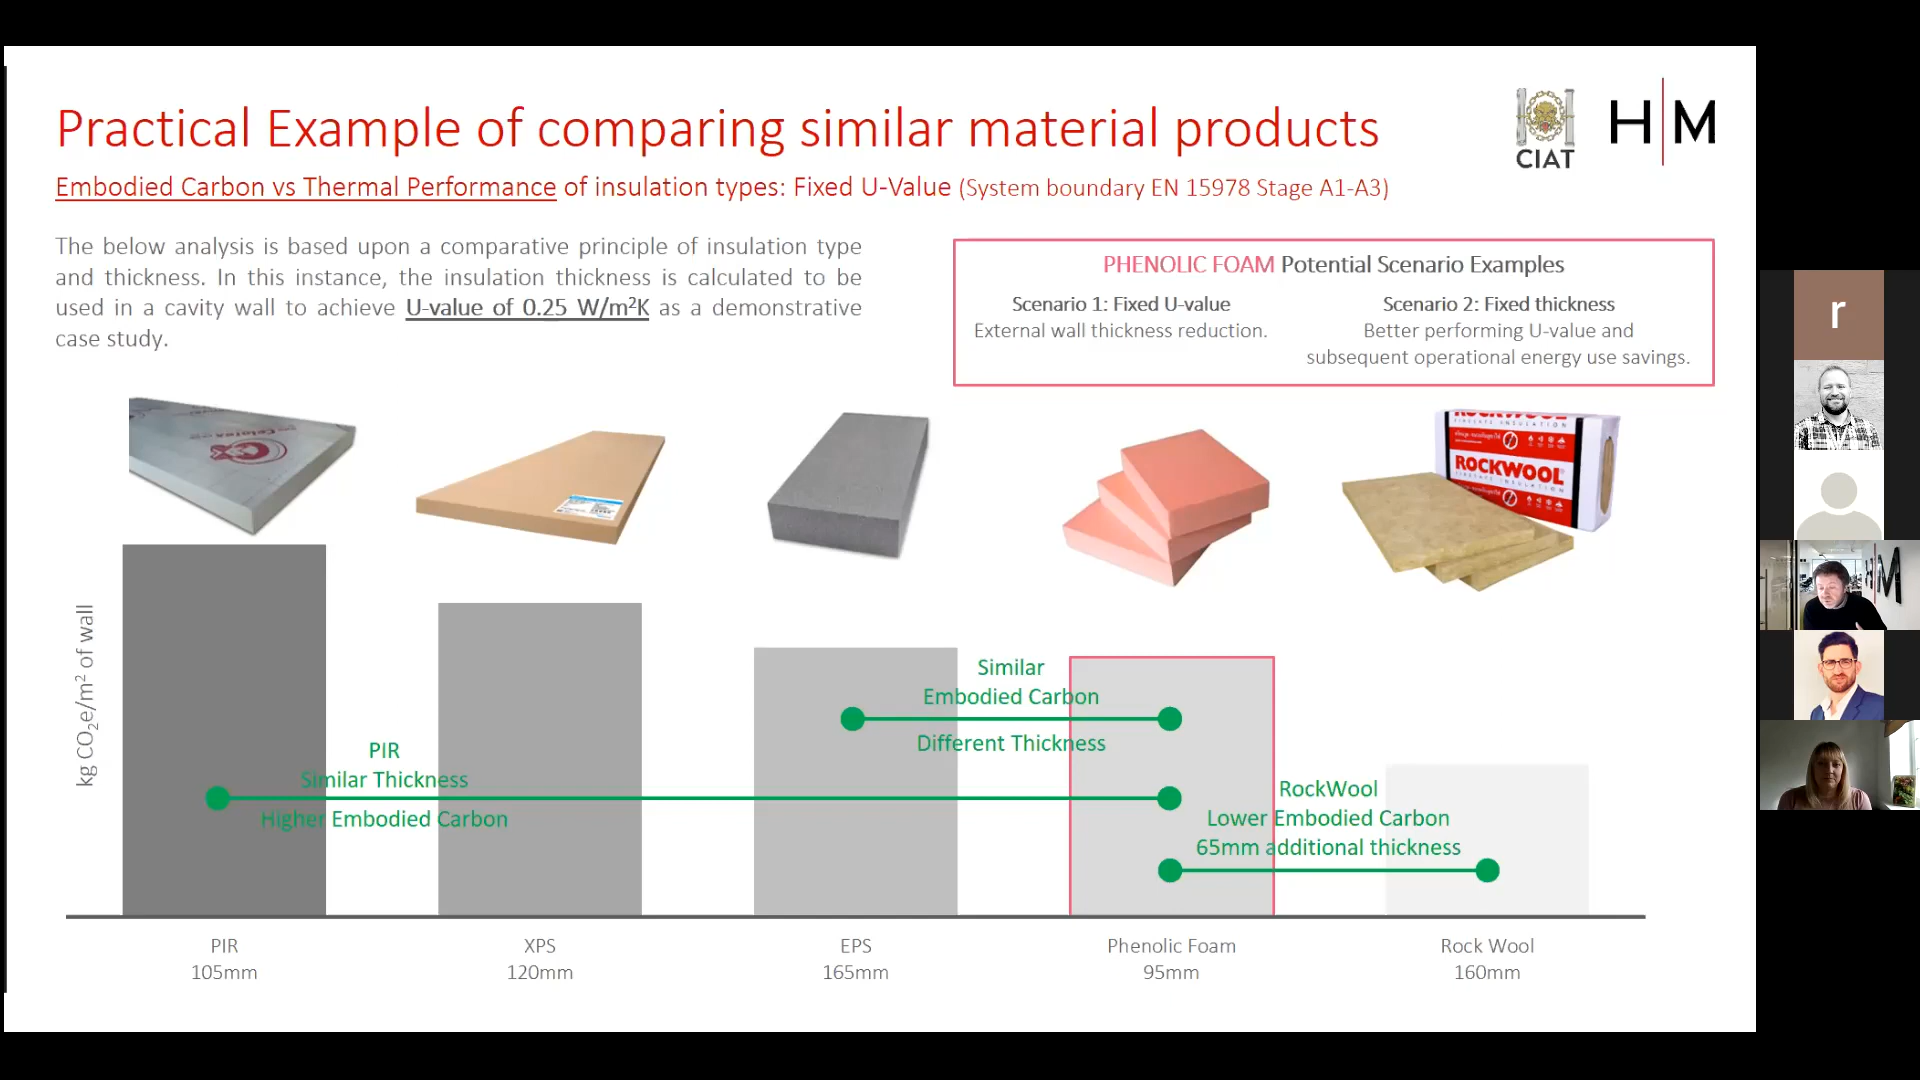 Practical Example of comparing similar material products
CIAT
H|M
Embodied Carbon vs Thermal Performance of insulation types: Fixed U-Value (System boundary EN 15978 Stage A1-A3)
The below analysis is based upon a comparative principle of insulation type
and thickness. In this instance, the insulation thickness is calculated to be
used in a cavity wall to achieve U-value of 0.25 W/m²K as a demonstrative
case study.
PHENOLIC FOAM Potential Scenario Examples
Scenario 1: Fixed U-value
External wall thickness reduction.
Scenario 2: Fixed thickness
Better performing U-value and
subsequent operational energy use savings.
r
ROCKWOOL
ROCKWOOL
kg CO₂e/m² of wall
Similar
Embodied Carbon
Different Thickness
PIR
Similar Thickness
Higher Embodied Carbon
RockWool
Lower Embodied Carbon
65mm additional thickness
M
PIR
105mm
XPS
120mm
EPS
165mm
Phenolic Foam
95mm
Rock Wool
160mm